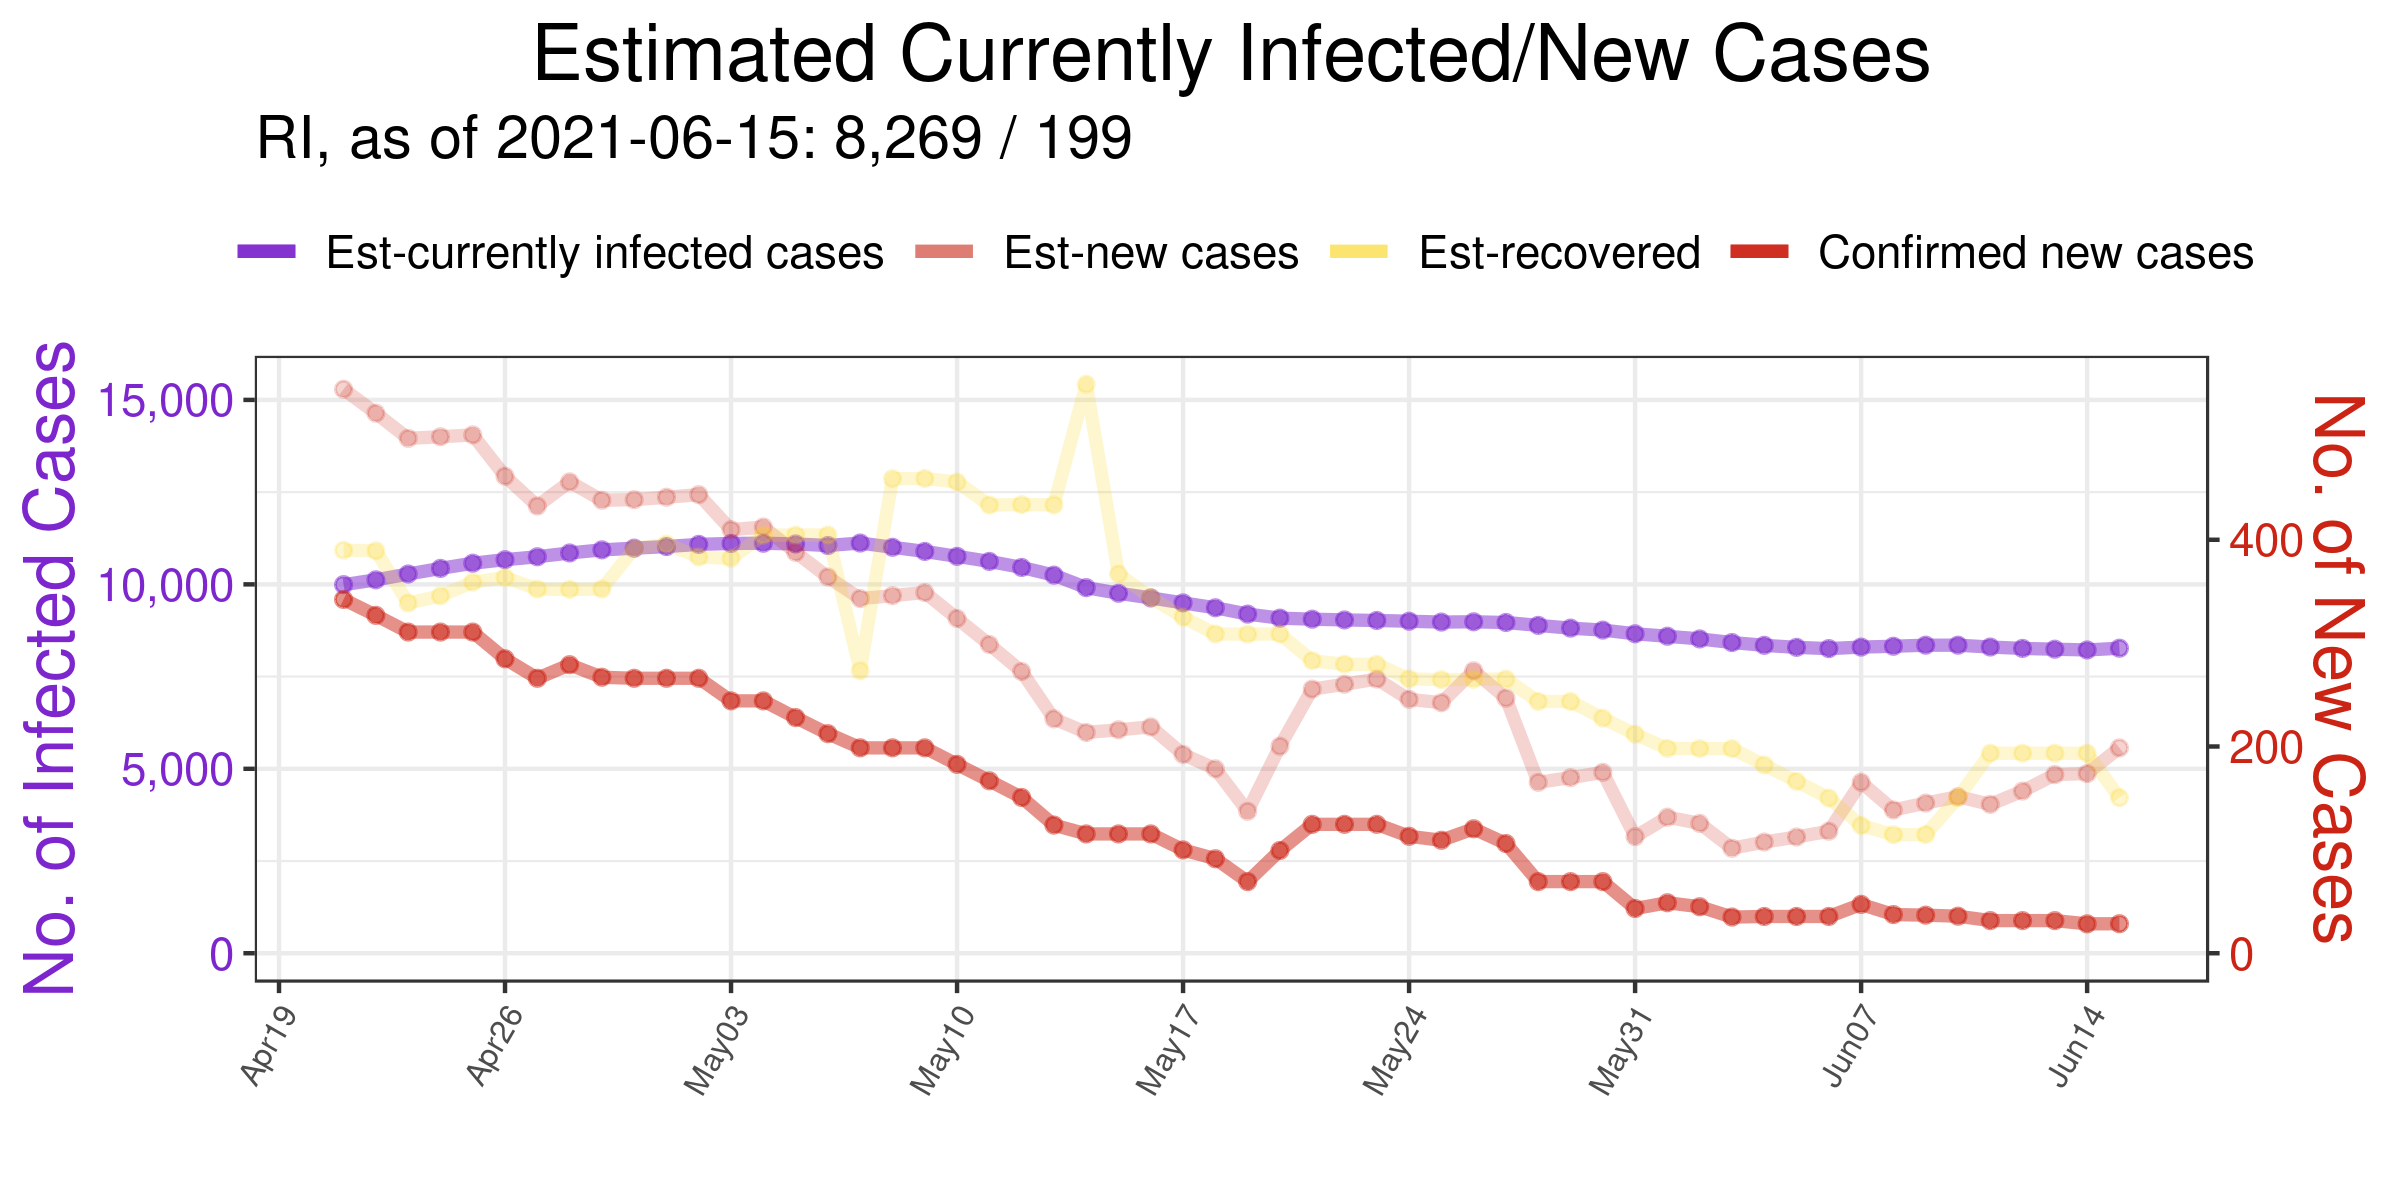 Estimated Currently Infected/New Cases
RI, as of 2021-06-15: 8,269 / 199
Est-currently infected cases Est-new cases Est-recovered Confirmed new cases
No. of Infected Cases
15,000
10,000
5,000
0
400
200
0
No. of New Cases
Apr19 Apr26 May03 May10 May17 May24 May31 Jun07 Jun14